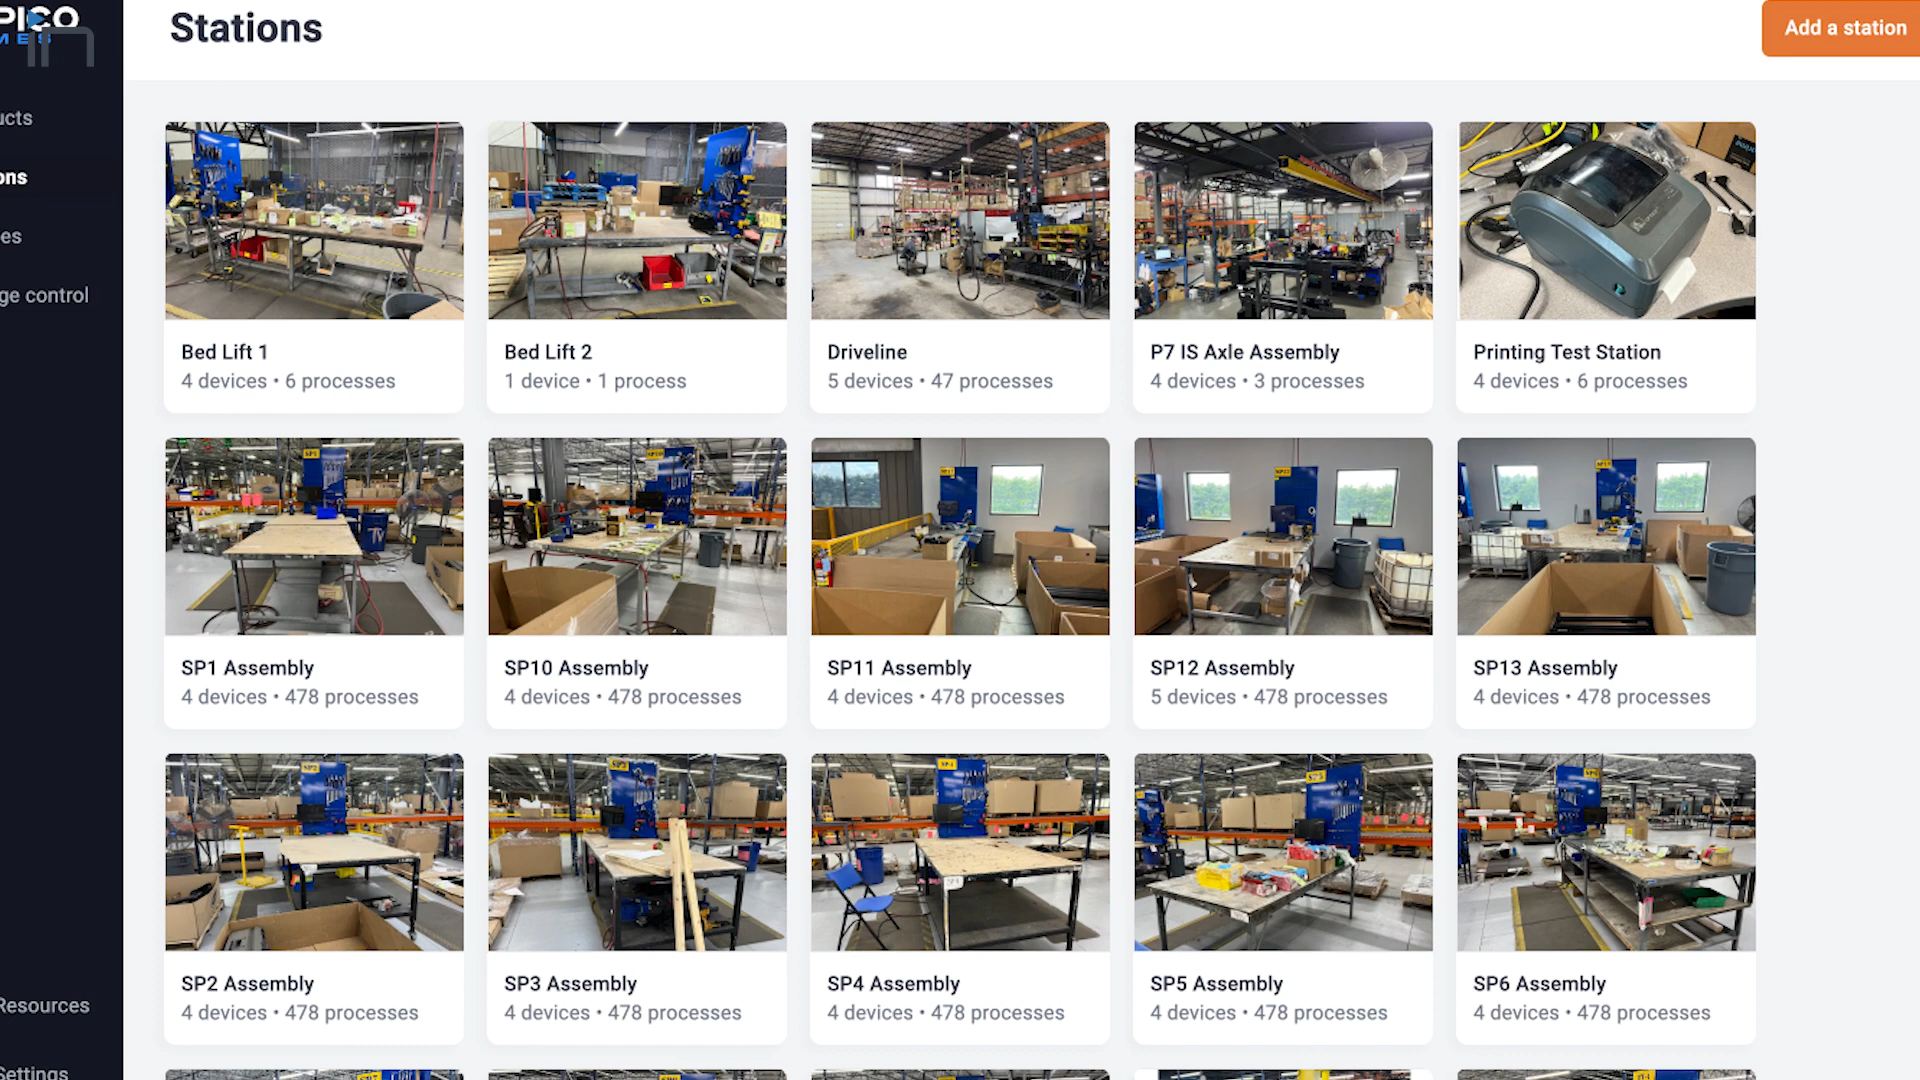 PICO
MES
Stations
Add a station
ucts
ons
es
ge control
Resources
Settings
Bed Lift 1
4 devices • 6 processes
Bed Lift 2
1 device • 1 process
Driveline
5 devices • 47 processes
P7 IS Axle Assembly
4 devices • 3 processes
Printing Test Station
4 devices • 6 processes
SP1 Assembly
4 devices • 478 processes
SP10 Assembly
4 devices • 478 processes
SP11 Assembly
4 devices • 478 processes
SP12 Assembly
5 devices • 478 processes
SP13 Assembly
4 devices • 478 processes
SP2 Assembly
4 devices • 478 processes
SP3 Assembly
4 devices • 478 processes
SP4 Assembly
4 devices • 478 processes
SP5 Assembly
4 devices • 478 processes
SP6 Assembly
4 devices • 478 processes